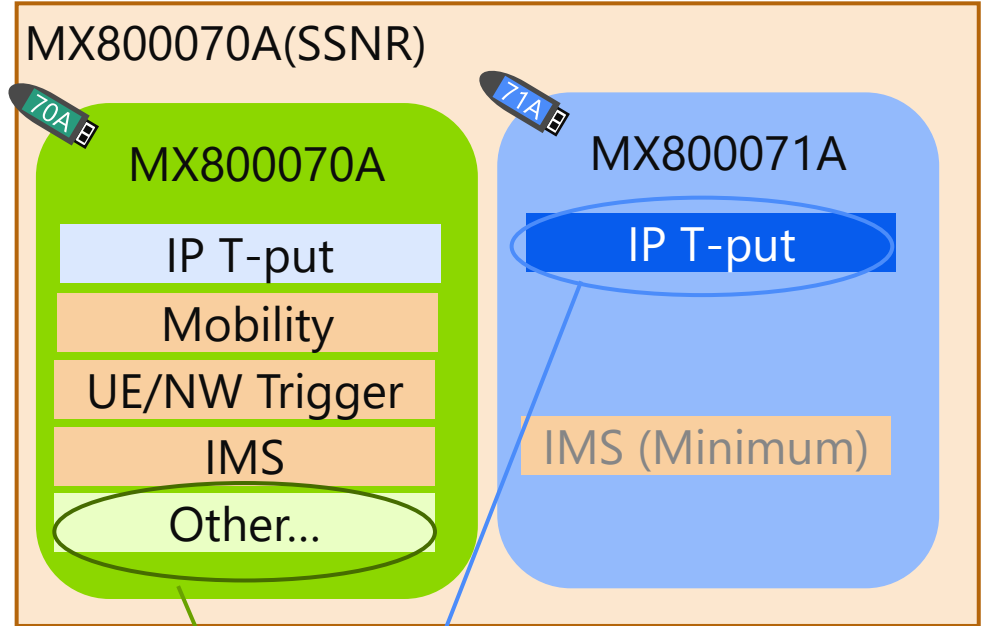 MX800070A(SSNR)
70A
MX800070A
IP T-put
Mobility
UE/NW Trigger
IMS
Other...
71A
MX800071A
IP T-put
IMS (Minimum)